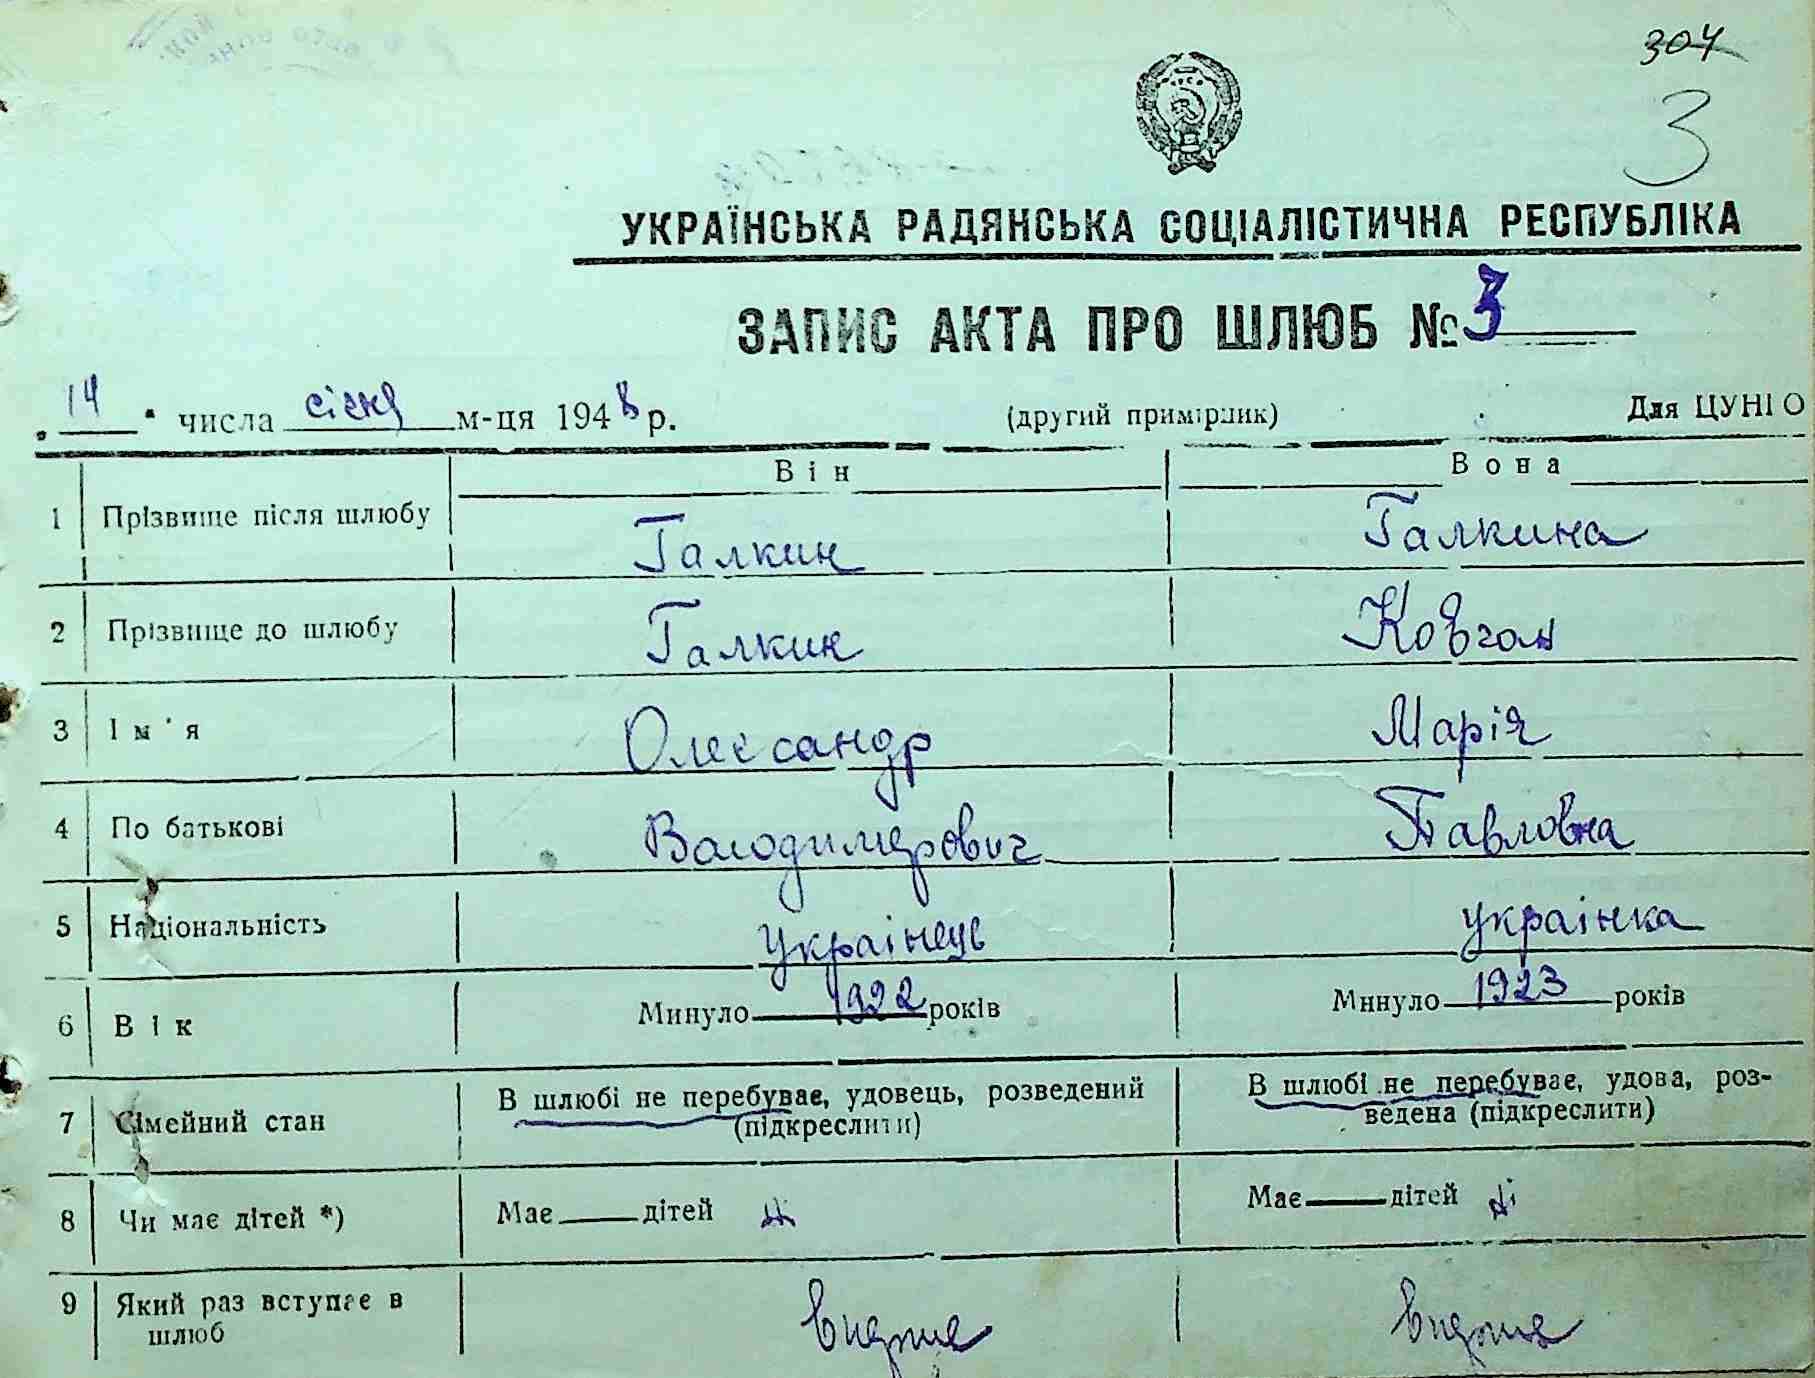 304
3
УКРАЇНСЬКА РАДЯНСЬКА СОЦІАЛІСТИЧНА РЕСПУБЛІКА
ЗАПИС АКТА ПРО ШЛЮБ № 3
„14“ числа січня м-ця 1948 р. (другий примірник) Для ЦУНГО
Він Вона
1 Прізвище після шлюбу Галкин Галкина
2 Прізвище до шлюбу Галкин Ковган
3 Ім'я Олександр Марія
4 По батькові Володимерович Павловна
5 Національність українець українка
6 Вік Минуло 1922 років Минуло 1923 років
7 Сімейний стан В шлюбі не перебуває, удовець, розведений В шлюбі не перебуває, удова, роз-
(підкреслити) ведена (підкреслити)
8 Чи має дітей *) Має — дітей ні Має — дітей ні
9 Який раз вступає в вперше вперше
шлюб